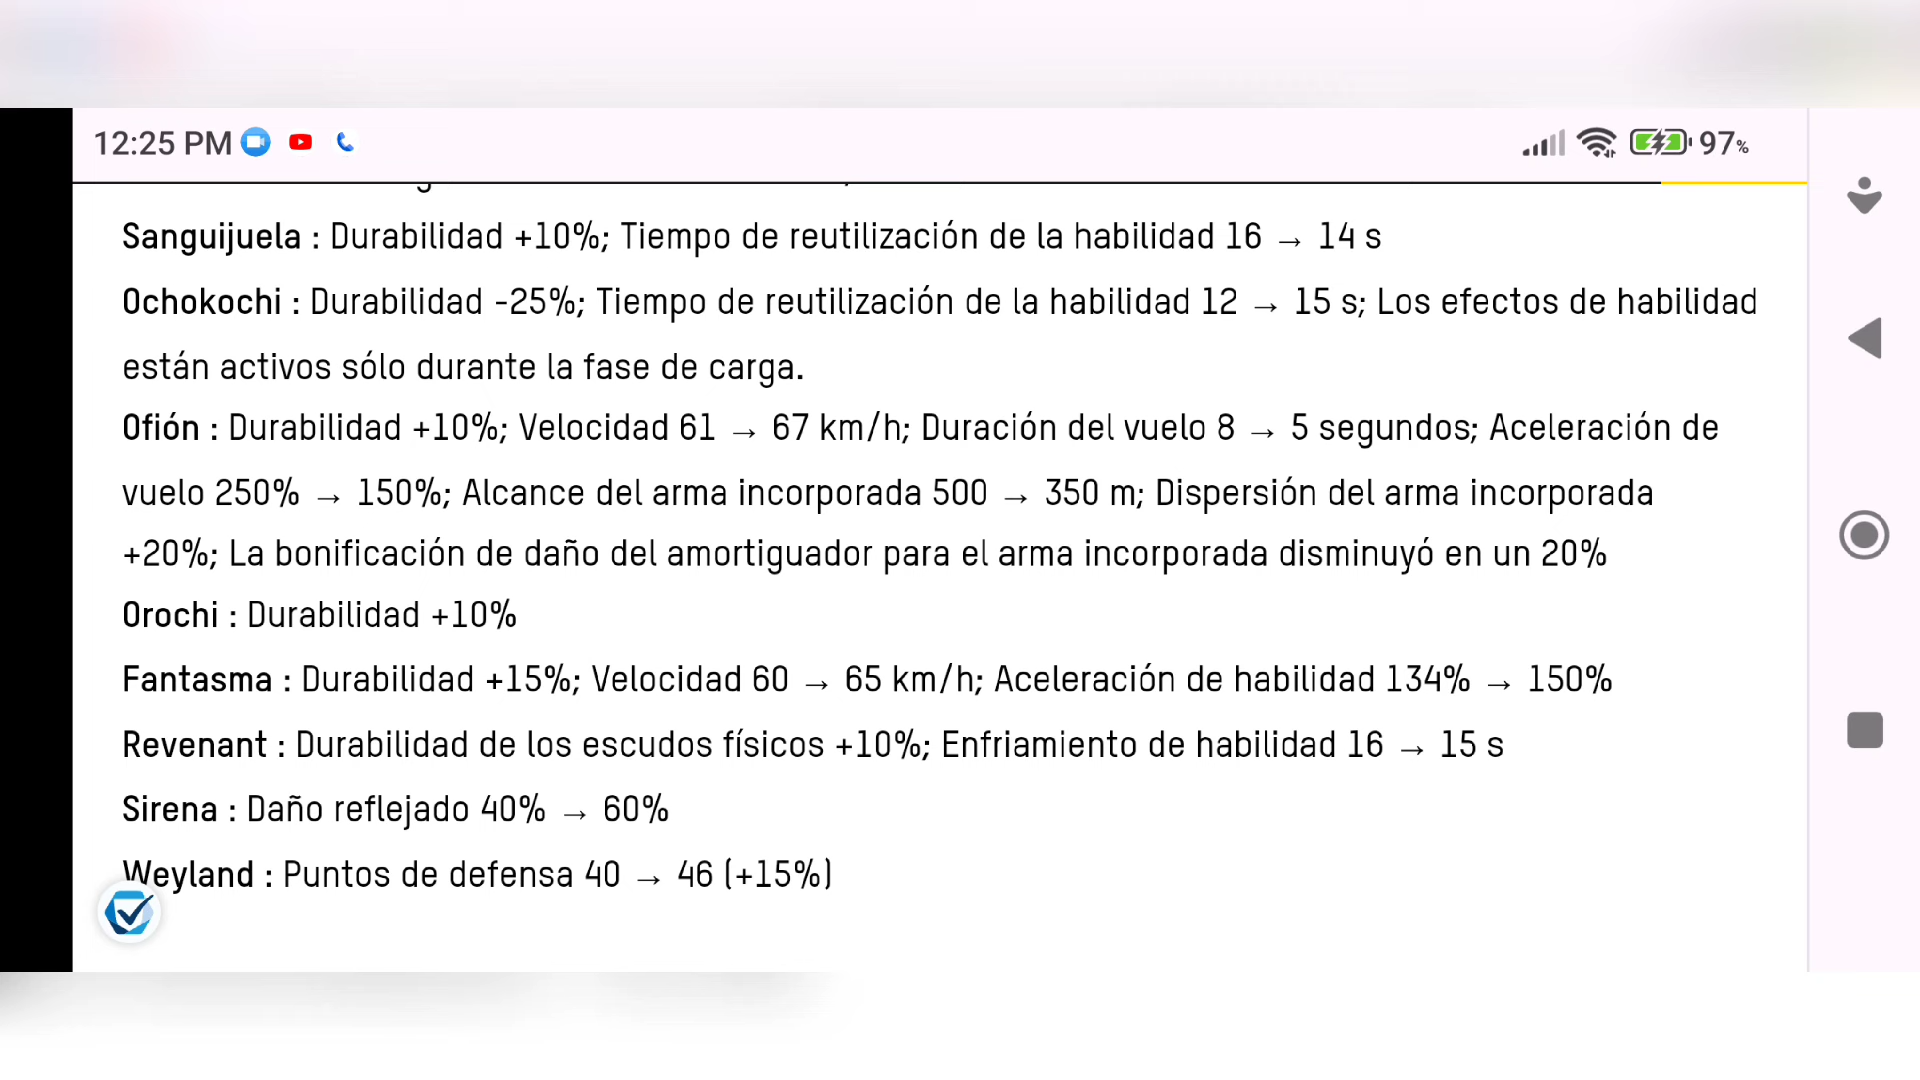 12:25 PM
97%
Sanguijuela : Durabilidad +10%; Tiempo de reutilización de la habilidad 16 → 14 s
Ochokochi : Durabilidad -25%; Tiempo de reutilización de la habilidad 12 → 15 s; Los efectos de habilidad
están activos sólo durante la fase de carga.
Ofión : Durabilidad +10%; Velocidad 61 → 67 km/h; Duración del vuelo 8 → 5 segundos; Aceleración de
vuelo 250% → 150%; Alcance del arma incorporada 500 → 350 m; Dispersión del arma incorporada
+20%; La bonificación de daño del amortiguador para el arma incorporada disminuyó en un 20%
Orochi : Durabilidad +10%
Fantasma : Durabilidad +15%; Velocidad 60 → 65 km/h; Aceleración de habilidad 134% → 150%
Revenant : Durabilidad de los escudos físicos +10%; Enfriamiento de habilidad 16 → 15 s
Sirena : Daño reflejado 40% → 60%
Weyland : Puntos de defensa 40 → 46 (+15%)